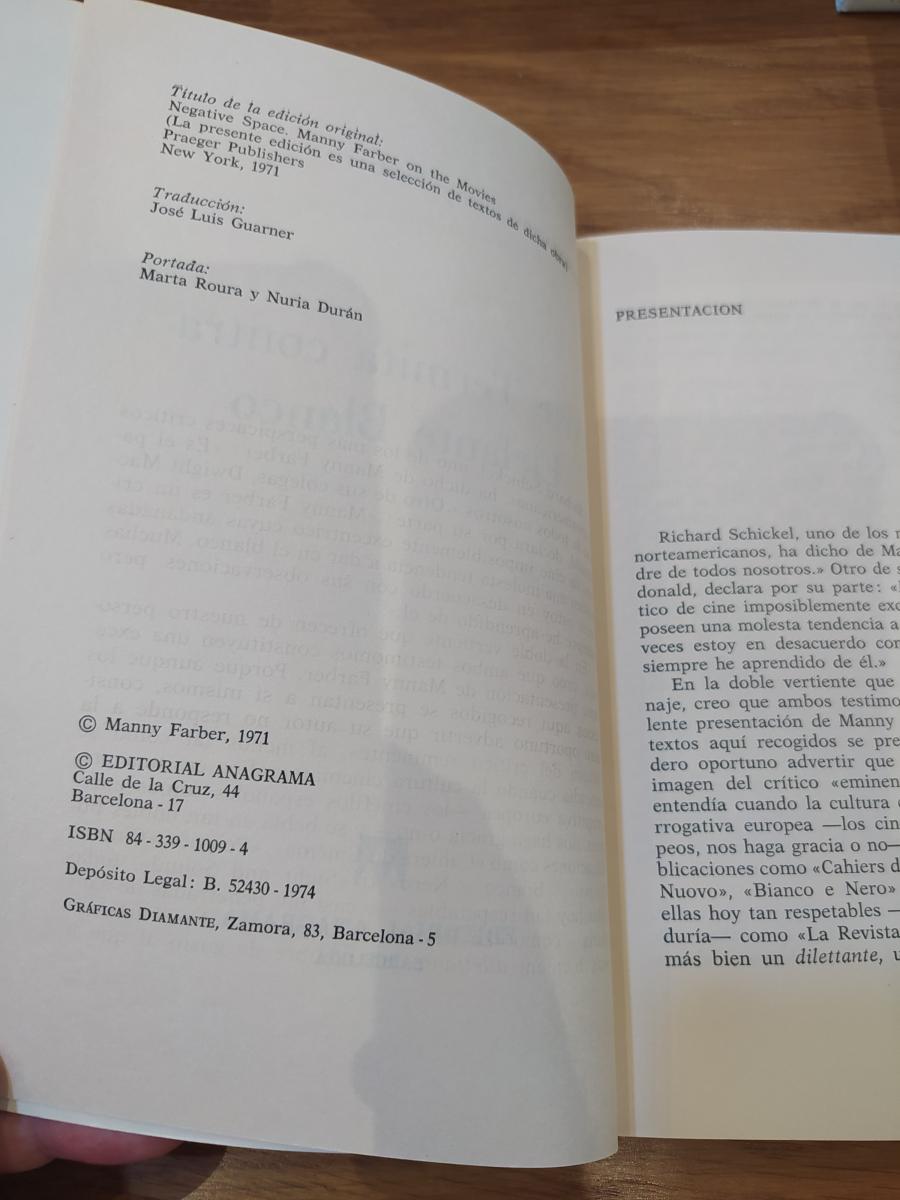 Título de la edición original:
Negative Space. Manny Farber on the Movies
(La presente edición es una selección de textos de dicha obra)
Praeger Publishers
New York, 1971
Traducción:
José Luis Guarner
Portada:
Marta Roura y Nuria Durán
© Manny Farber, 1971
© EDITORIAL ANAGRAMA
Calle de la Cruz, 44
Barcelona - 17
ISBN 84 - 339 - 1009 - 4
Depósito Legal: B. 52430 - 1974
GRÁFICAS DIAMANTE, Zamora, 83, Barcelona - 5
PRESENTACION
Richard Schickel, uno de los
norteamericanos, ha dicho de
dre de todos nosotros.» Otro de
donald, declara por su parte:
tico de cine imposiblemente
poseen una molesta tendencia a
veces estoy en desacuerdo
siempre he aprendido de él.»
En la doble vertiente que
naje, creo que ambos
lente presentación de Manny
textos aquí recogidos se
dero oportuno advertir que
imagen del crítico
entendía cuando la cultura
rrogativa europea —los
peos, nos haga gracia o no—
blicaciones como «Cahiers
Nuovo», «Bianco e Nero»
ellas hoy tan respetables —
duría— como «La Revista
más bien un dilettante,